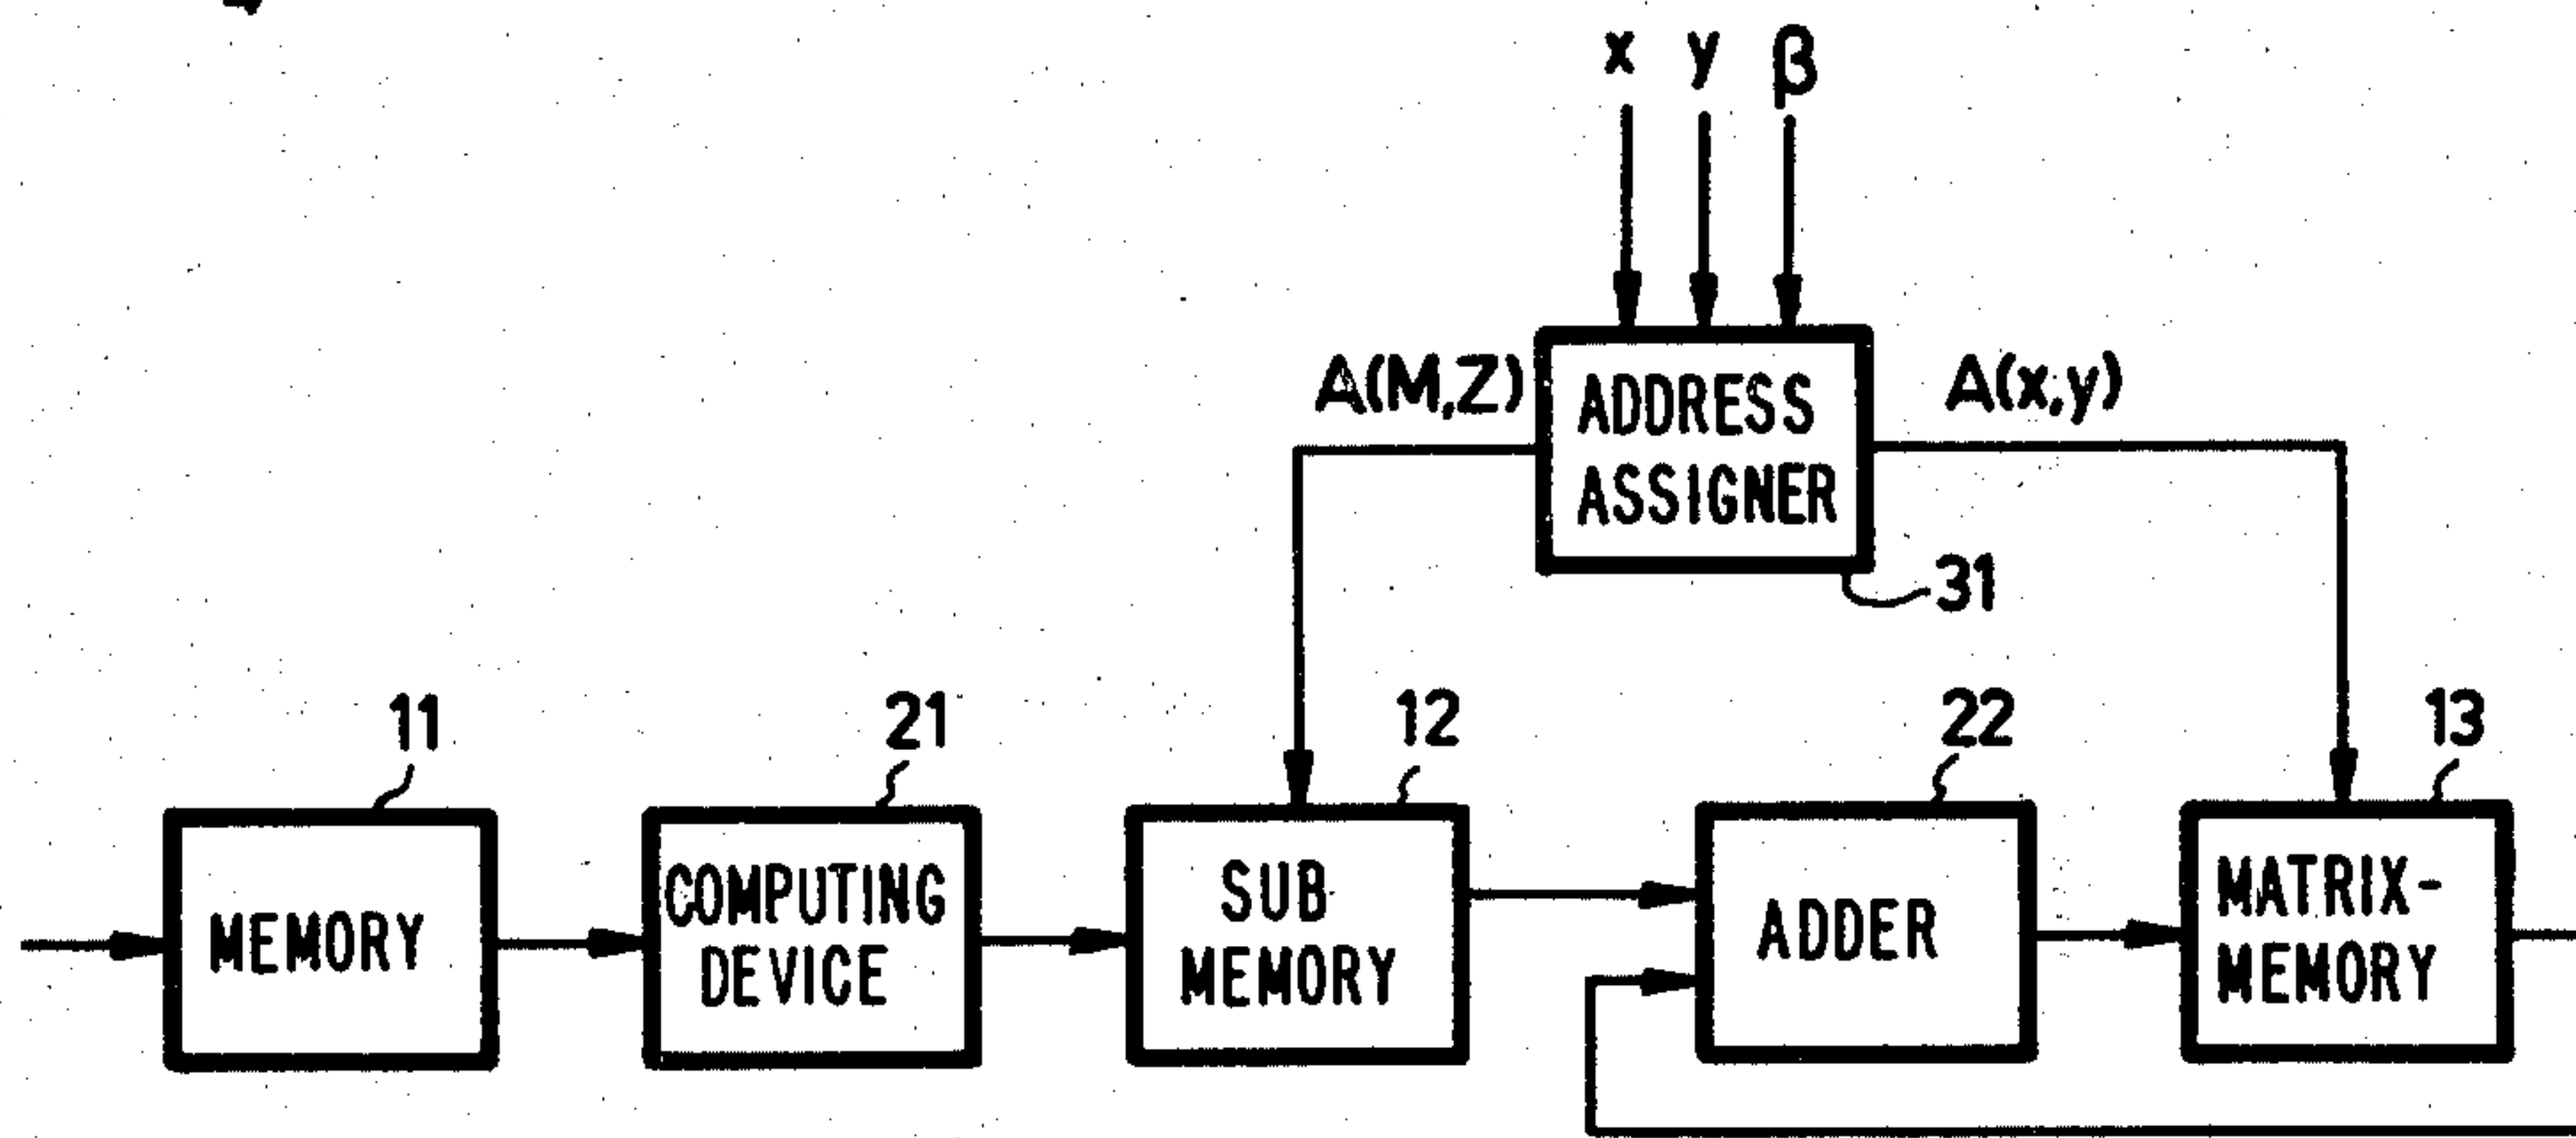 x y β
A(M,Z)
ADDRESS
ASSIGNER
A(x,y)
31
11
21
12
22
13
MEMORY
COMPUTING
DEVICE
SUB
MEMORY
ADDER
MATRIX-
MEMORY